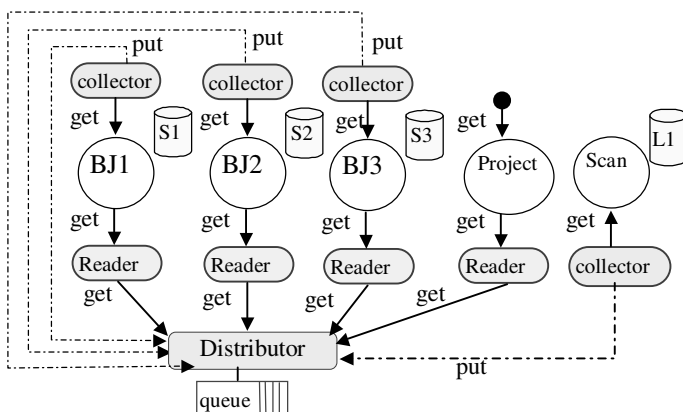 put put put
collector collector collector
get get get get
S1 S2 S3 L1
BJ1 BJ2 BJ3 Project Scan
get get get get get
Reader Reader Reader Reader collector
get get get get
Distributor
put
queue